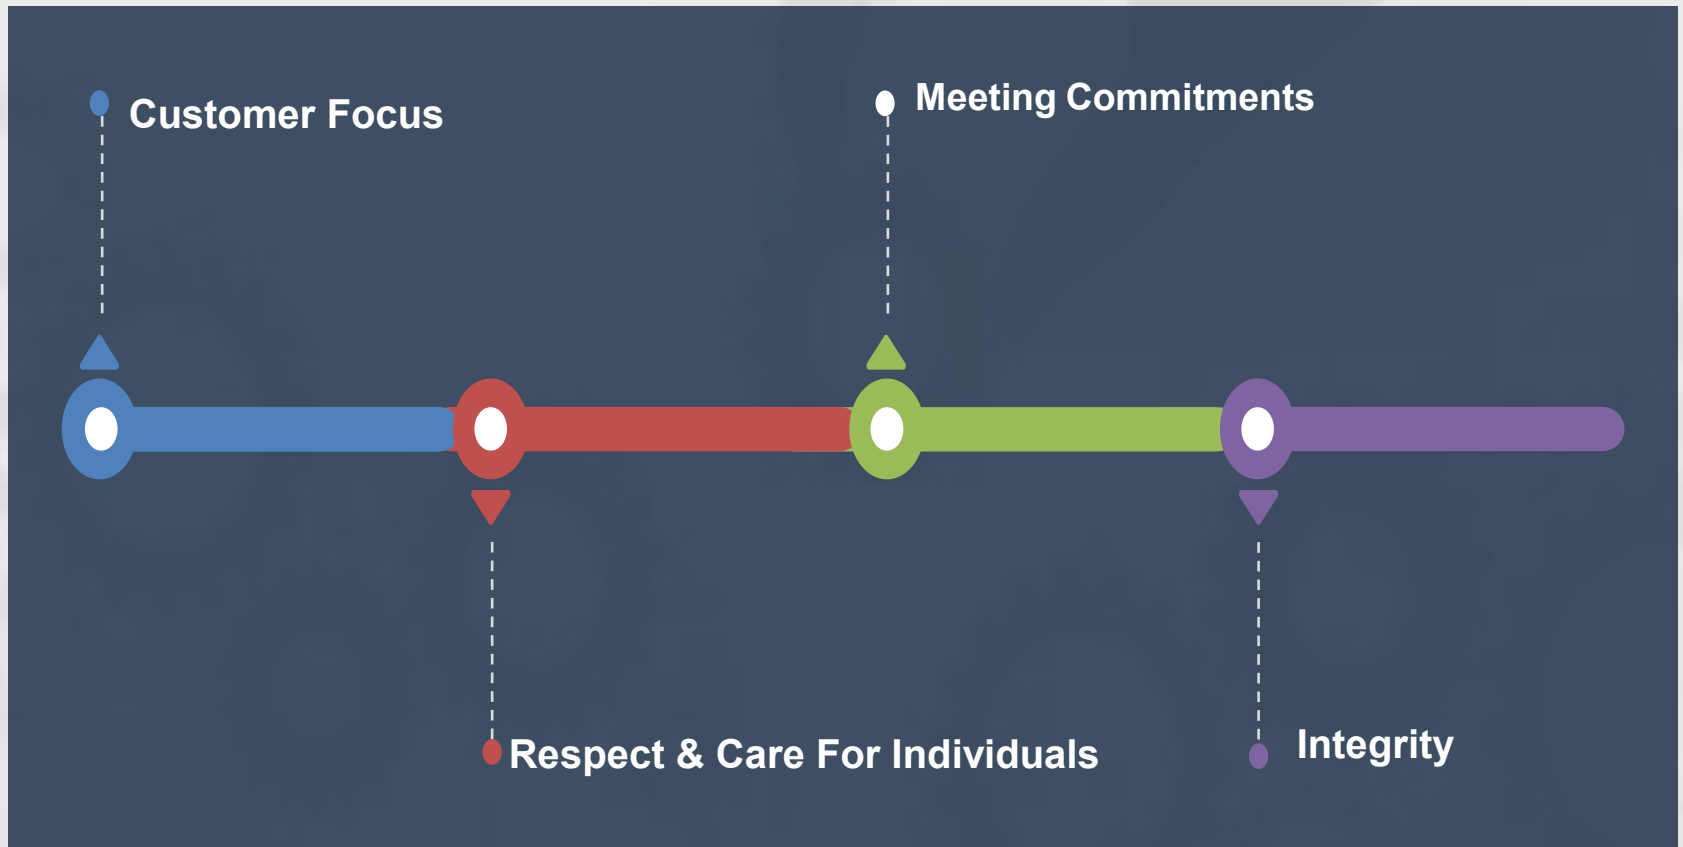 Customer Focus
Meeting Commitments
Respect & Care For Individuals
Integrity